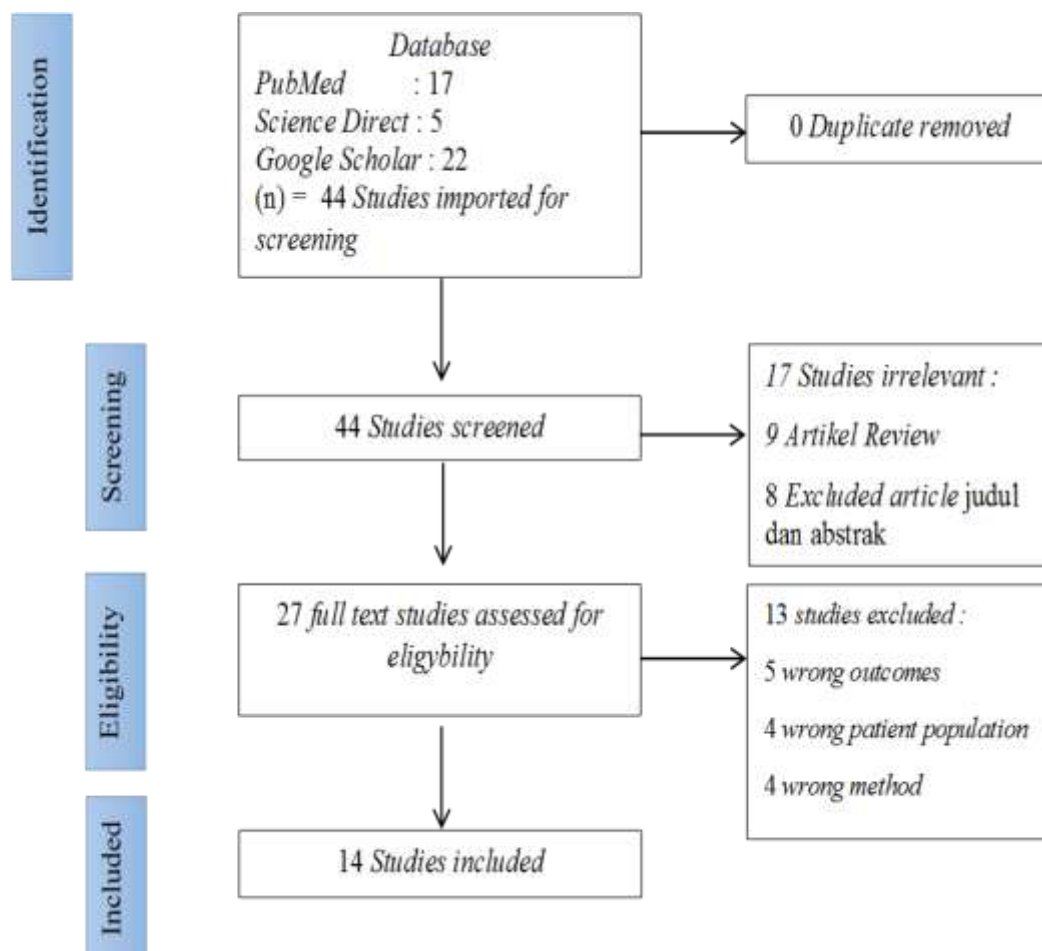 Identification
Database
PubMed : 17
Science Direct : 5
Google Scholar : 22
(n) = 44 Studies imported for
screening
0 Duplicate removed
Screening
44 Studies screened
17 Studies irrelevant :
9 Artikel Review
8 Excluded article judul
dan abstrak
Eligibility
27 full text studies assessed for
eligybility
13 studies excluded :
5 wrong outcomes
4 wrong patient population
4 wrong method
Included
14 Studies included